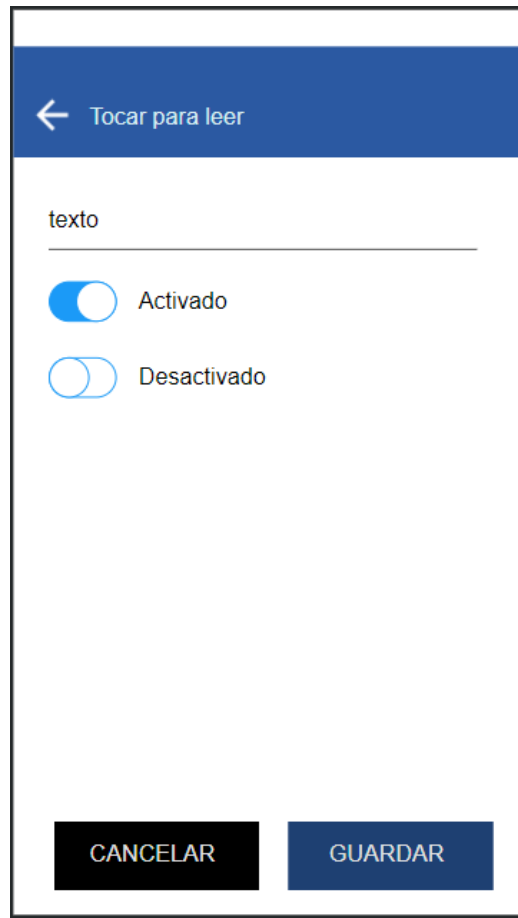 Tocar para leer
texto
Activado
Desactivado
CANCELAR GUARDAR